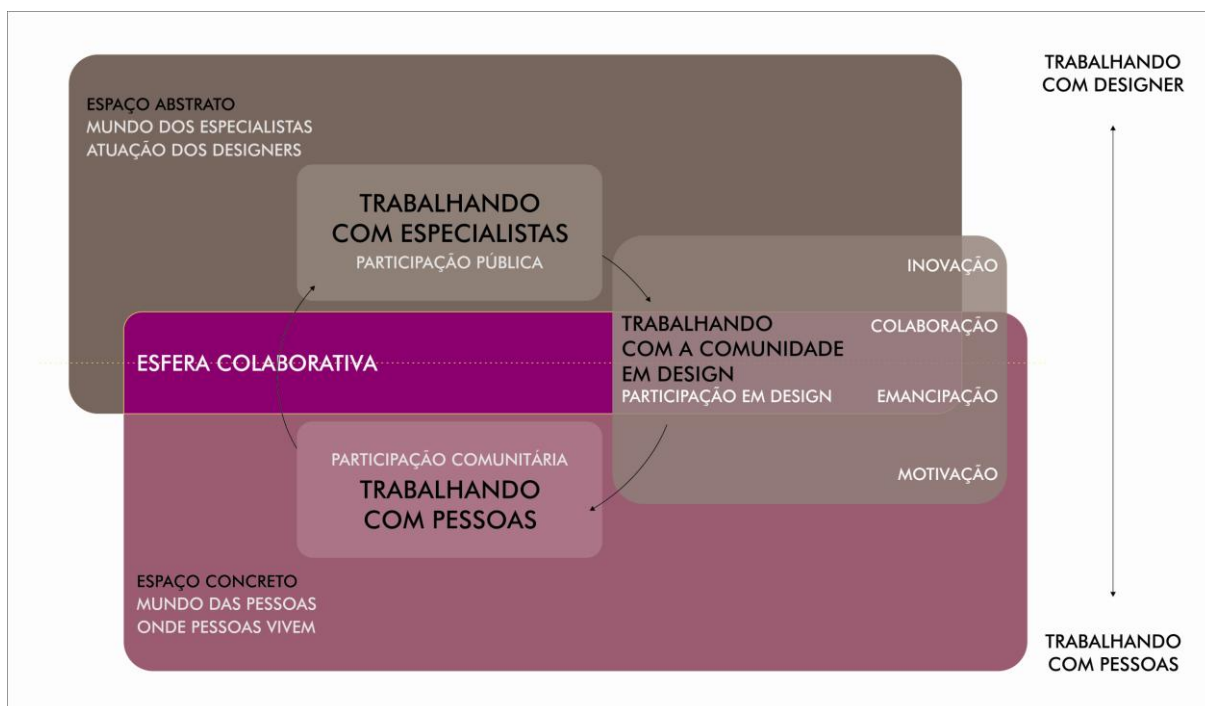 TRABALHANDO
COM DESIGNER
ESPAÇO ABSTRATO
MUNDO DOS ESPECIALISTAS
ATUAÇÃO DOS DESIGNERS
TRABALHANDO
COM ESPECIALISTAS
PARTICIPAÇÃO PÚBLICA
INOVAÇÃO
COLABORAÇÃO
EMANCIPAÇÃO
MOTIVAÇÃO
TRABALHANDO
COM A COMUNIDADE
EM DESIGN
PARTICIPAÇÃO EM DESIGN
ESFERA COLABORATIVA
PARTICIPAÇÃO COMUNITÁRIA
TRABALHANDO
COM PESSOAS
ESPAÇO CONCRETO
MUNDO DAS PESSOAS
ONDE PESSOAS VIVEM
TRABALHANDO
COM PESSOAS